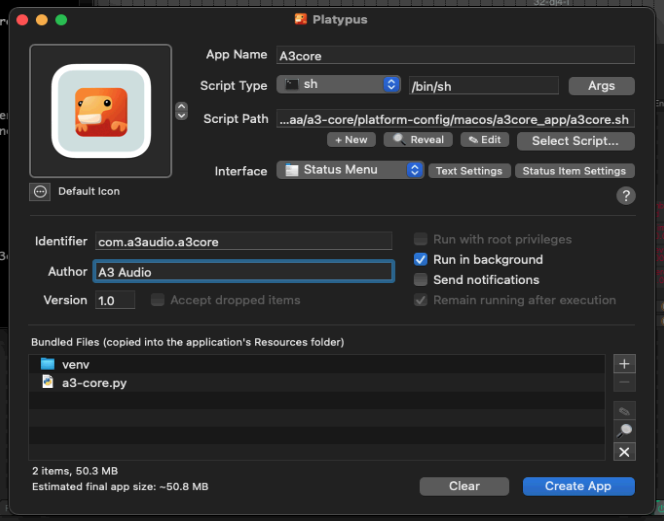 Platypus
App Name A3core
Script Type sh /bin/sh Args
Script Path ...aa/a3-core/platform-config/macos/a3core_app/a3core.sh
+ New Reveal Edit Select Script...
Interface Status Menu Text Settings Status Item Settings
Default Icon ?
Identifier com.a3audio.a3core
Author A3 Audio
Version 1.0 Accept dropped items
Run with root privileges
Run in background
Send notifications
Remain running after execution
Bundled Files (copied into the application's Resources folder)
venv
a3-core.py
2 items, 50.3 MB
Estimated final app size: ~50.8 MB
Clear Create App